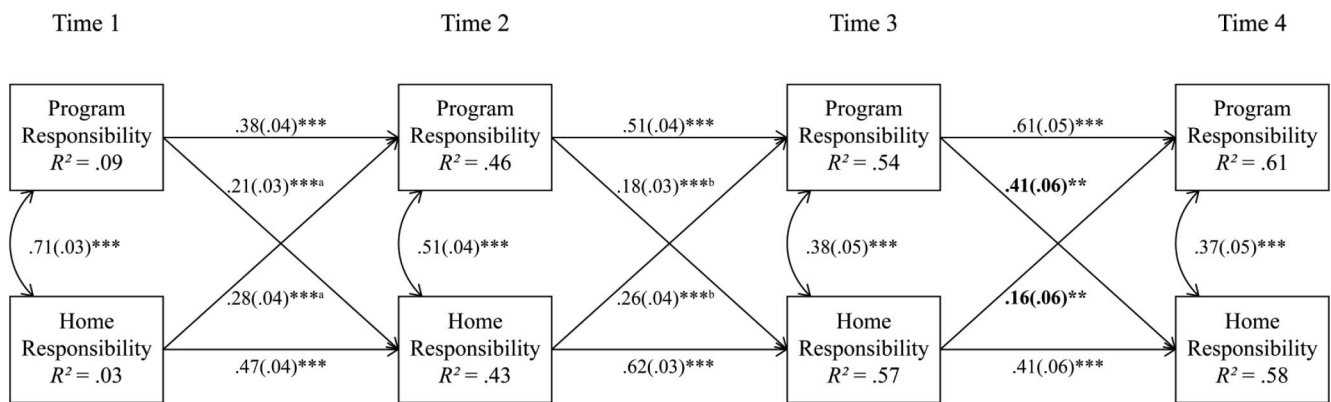 Time 1
Time 2
Time 3
Time 4
Program
Responsibility
R² = .09
.38(.04)***
Program
Responsibility
R² = .46
.51(.04)***
Program
Responsibility
R² = .54
.61(.05)***
Program
Responsibility
R² = .61
.21(.03)***ᵃ
.18(.03)***ᵇ
.41(.06)**
.71(.03)***
.51(.04)***
.38(.05)***
.37(.05)***
.28(.04)***ᵃ
.26(.04)***ᵇ
.16(.06)**
Home
Responsibility
R² = .03
.47(.04)***
Home
Responsibility
R² = .43
.62(.03)***
Home
Responsibility
R² = .57
.41(.06)***
Home
Responsibility
R² = .58